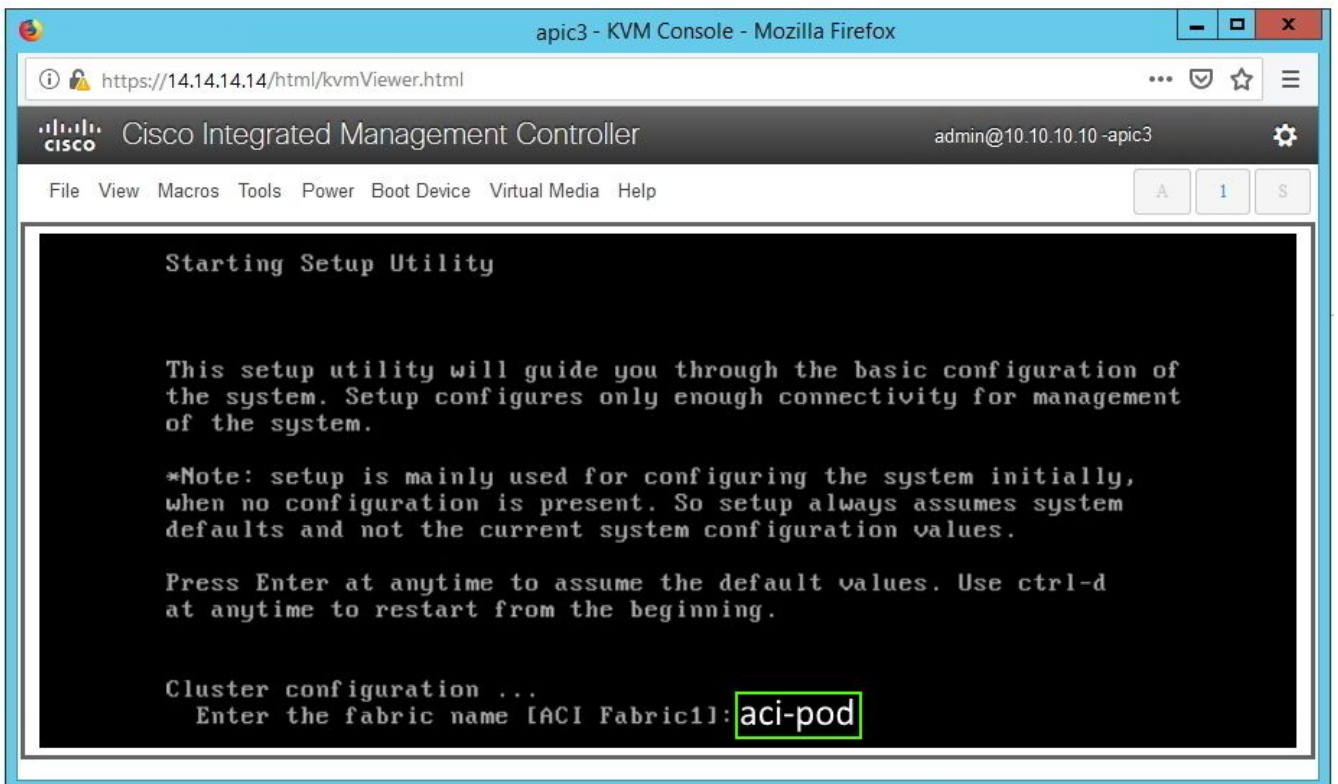 apic3 - KVM Console - Mozilla Firefox
https://14.14.14.14/html/kvmViewer.html
cisco Cisco Integrated Management Controller admin@10.10.10.10 -apic3
File View Macros Tools Power Boot Device Virtual Media Help A 1 S
Starting Setup Utility
This setup utility will guide you through the basic configuration of
the system. Setup configures only enough connectivity for management
of the system.
*Note: setup is mainly used for configuring the system initially,
when no configuration is present. So setup always assumes system
defaults and not the current system configuration values.
Press Enter at anytime to assume the default values. Use ctrl-d
at anytime to restart from the beginning.
Cluster configuration ...
Enter the fabric name [ACI Fabric1]: aci-pod